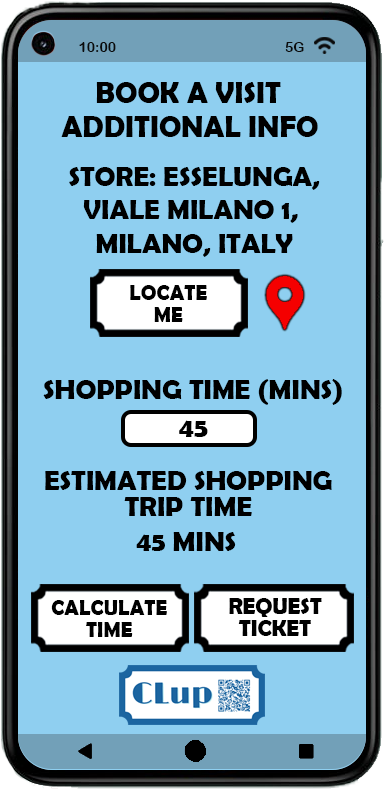 10:00 5G
BOOK A VISIT
ADDITIONAL INFO
STORE: ESSELUNGA,
VIALE MILANO 1,
MILANO, ITALY
LOCATE
ME
SHOPPING TIME (MINS)
45
ESTIMATED SHOPPING
TRIP TIME
45 MINS
CALCULATE
TIME
REQUEST
TICKET
CLup